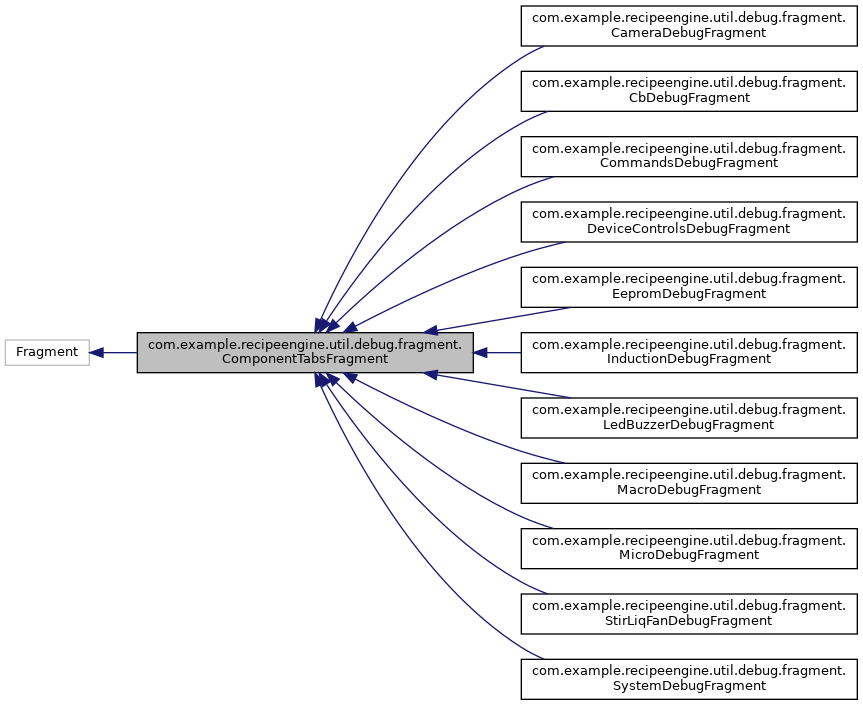 com.example.recipeengine.util.debug.fragment.
CameraDebugFragment
com.example.recipeengine.util.debug.fragment.
CbDebugFragment
com.example.recipeengine.util.debug.fragment.
CommandsDebugFragment
com.example.recipeengine.util.debug.fragment.
DeviceControlsDebugFragment
com.example.recipeengine.util.debug.fragment.
EepromDebugFragment
Fragment
com.example.recipeengine.util.debug.fragment.
ComponentTabsFragment
com.example.recipeengine.util.debug.fragment.
InductionDebugFragment
com.example.recipeengine.util.debug.fragment.
LedBuzzerDebugFragment
com.example.recipeengine.util.debug.fragment.
MacroDebugFragment
com.example.recipeengine.util.debug.fragment.
MicroDebugFragment
com.example.recipeengine.util.debug.fragment.
StirLiqFanDebugFragment
com.example.recipeengine.util.debug.fragment.
SystemDebugFragment